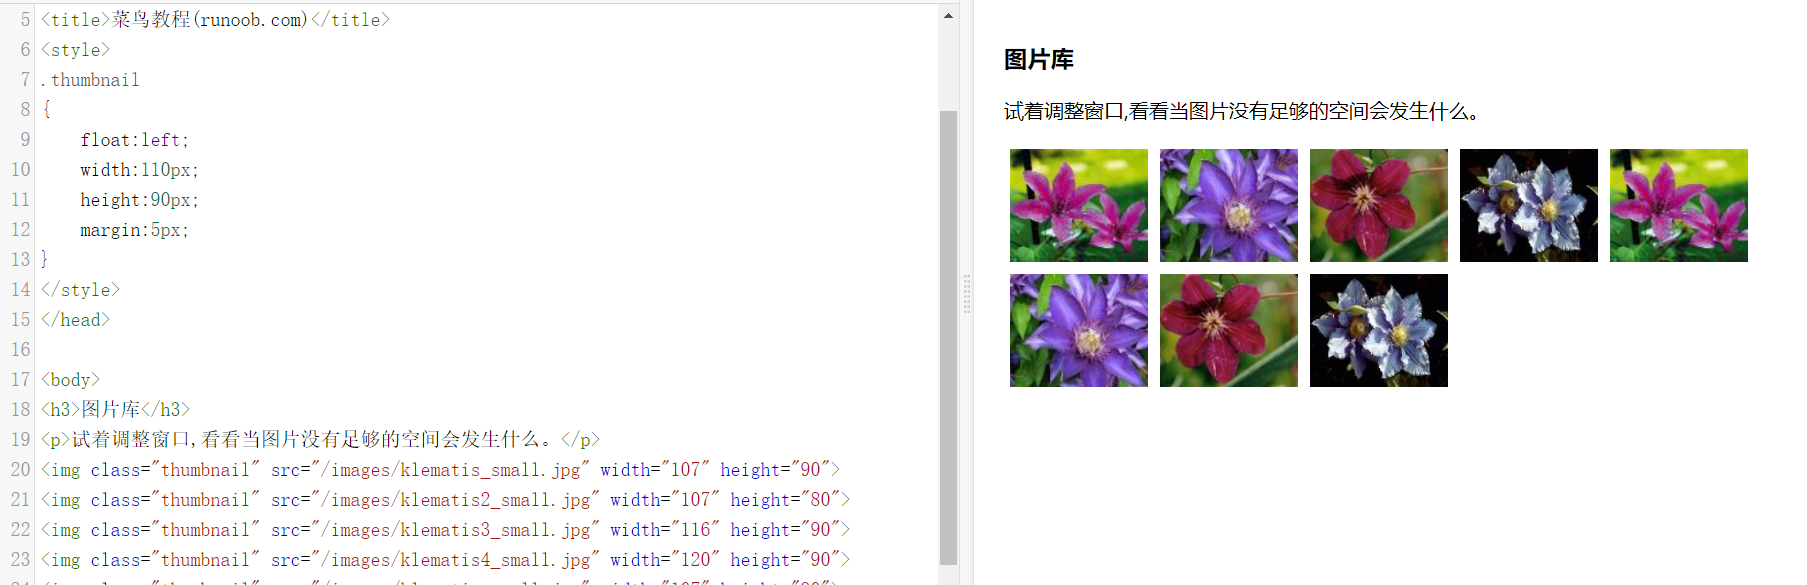 5 <title>菜鸟教程(runoob.com)</title>
6 <style>
7 .thumbnail
8 {
9 float:left;
10 width:110px;
11 height:90px;
12 margin:5px;
13 }
14 </style>
15 </head>
16
17 <body>
18 <h3>图片库</h3>
19 <p>试着调整窗口,看看当图片没有足够的空间会发生什么。</p>
20 <img class="thumbnail" src="/images/klematis_small.jpg" width="107" height="90">
21 <img class="thumbnail" src="/images/klematis2_small.jpg" width="107" height="80">
22 <img class="thumbnail" src="/images/klematis3_small.jpg" width="116" height="90">
23 <img class="thumbnail" src="/images/klematis4_small.jpg" width="120" height="90">
图片库
试着调整窗口,看看当图片没有足够的空间会发生什么。